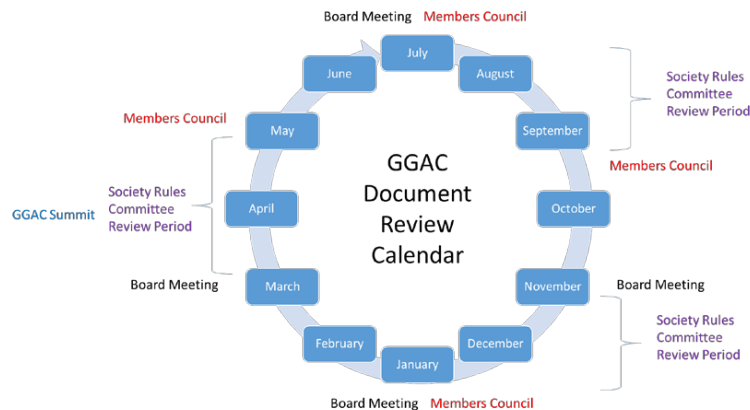 Board Meeting Members Council
July
June
August
Society Rules
Committee
Review Period
Members Council
May
September
GGAC
Document
Review
Calendar
Members Council
Society Rules
Committee
Review Period
GGAC Summit
April
October
Board Meeting
March
November
Board Meeting
Society Rules
Committee
Review Period
February
December
January
Board Meeting Members Council